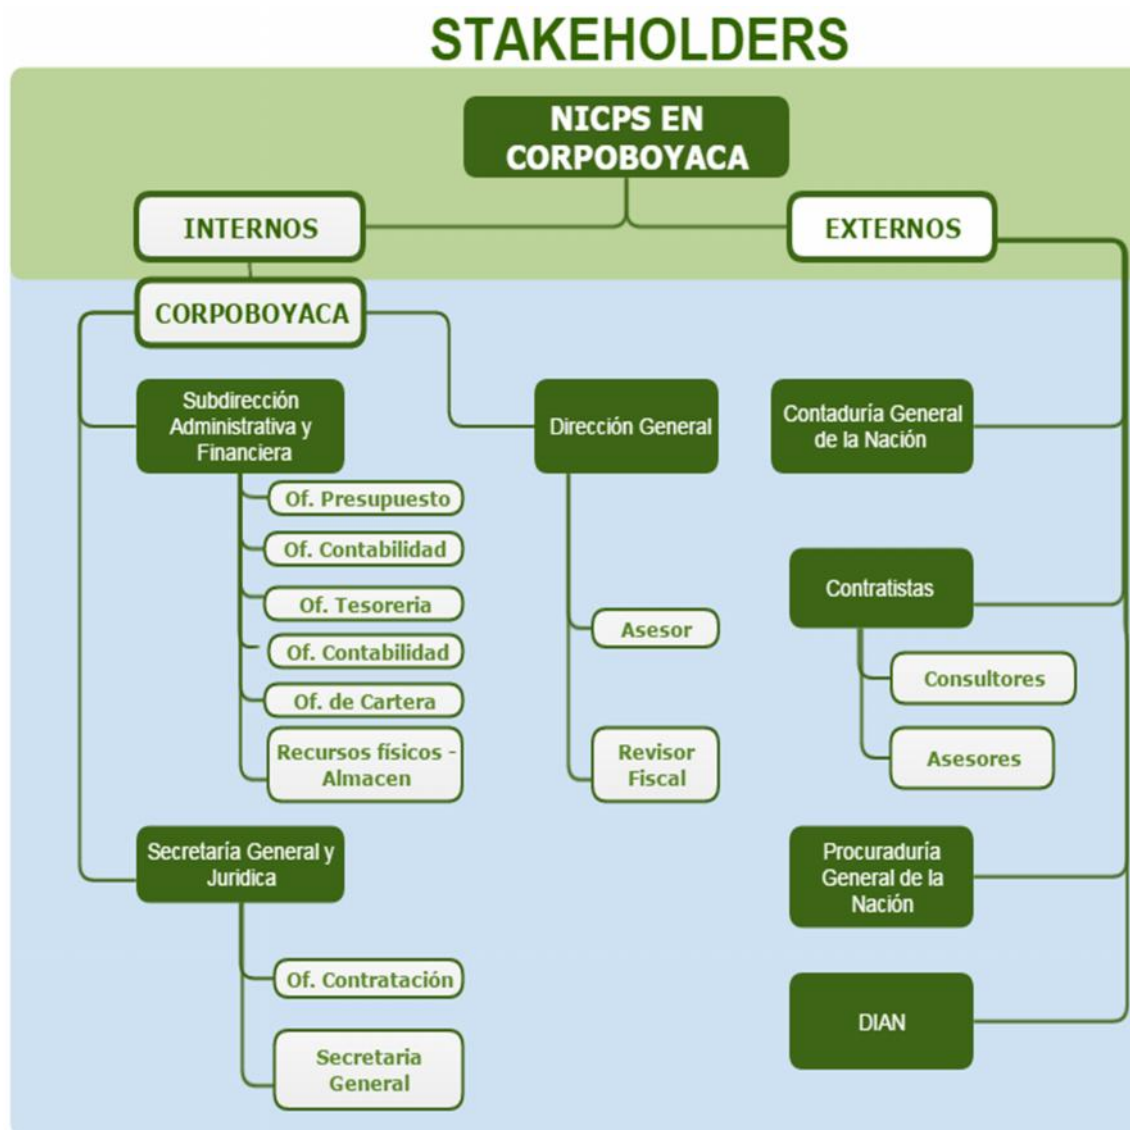 STAKEHOLDERS
NICPS EN
CORPOBOYACA
INTERNOS
EXTERNOS
CORPOBOYACA
Subdirección
Administrativa y
Financiera
Of. Presupuesto
Of. Contabilidad
Of. Tesoreria
Of. Contabilidad
Of. de Cartera
Recursos físicos -
Almacen
Secretaría General y
Juridica
Of. Contratación
Secretaria
General
Dirección General
Asesor
Revisor
Fiscal
Contaduría General
de la Nación
Contratistas
Consultores
Asesores
Procuraduría
General de la
Nación
DIAN